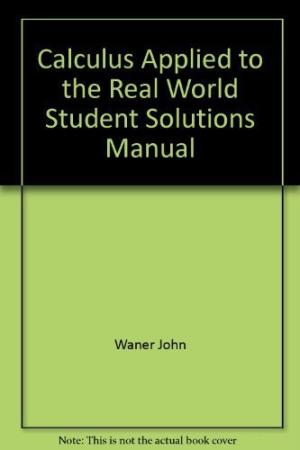 Calculus Applied to
the Real World
Student Solutions
Manual
Waner John
Note: This is not the actual book cover